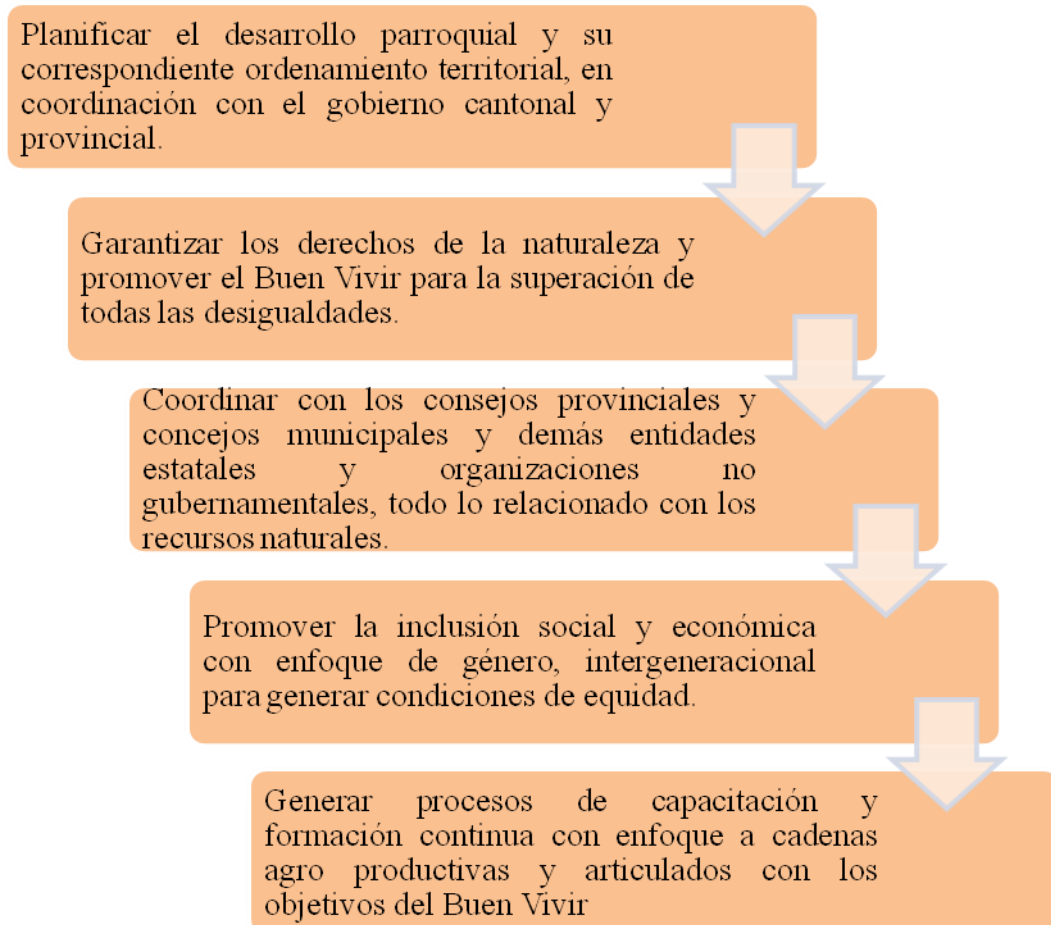 Planificar el desarrollo parroquial y su
correspondiente ordenamiento territorial, en
coordinación con el gobierno cantonal y
provincial.
Garantizar los derechos de la naturaleza y
promover el Buen Vivir para la superación de
todas las desigualdades.
Coordinar con los consejos provinciales y
concejos municipales y demás entidades
estatales y organizaciones no
gubernamentales, todo lo relacionado con los
recursos naturales.
Promover la inclusión social y económica
con enfoque de género, intergeneracional
para generar condiciones de equidad.
Generar procesos de capacitación y
formación continua con enfoque a cadenas
agro productivas y articulados con los
objetivos del Buen Vivir